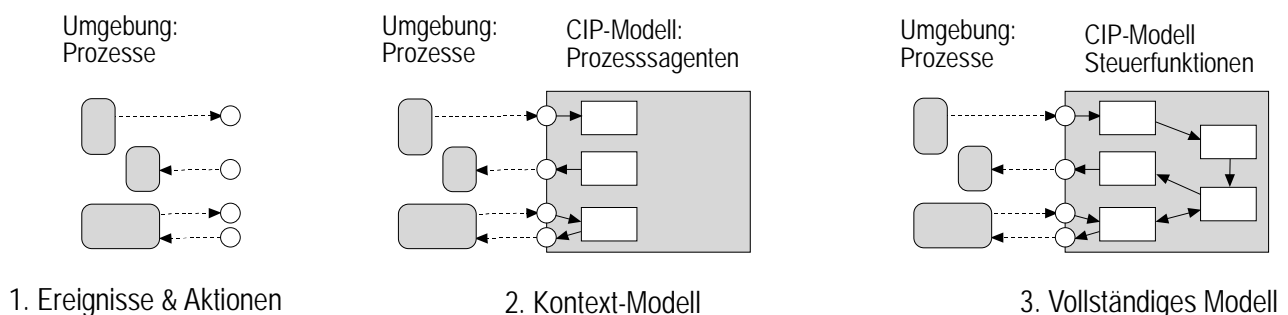 Umgebung:
Prozesse
Umgebung:
Prozesse
CIP-Modell:
Prozesssagenten
Umgebung:
Prozesse
CIP-Modell
Steuerfunktionen
1. Ereignisse & Aktionen
2. Kontext-Modell
3. Vollständiges Modell